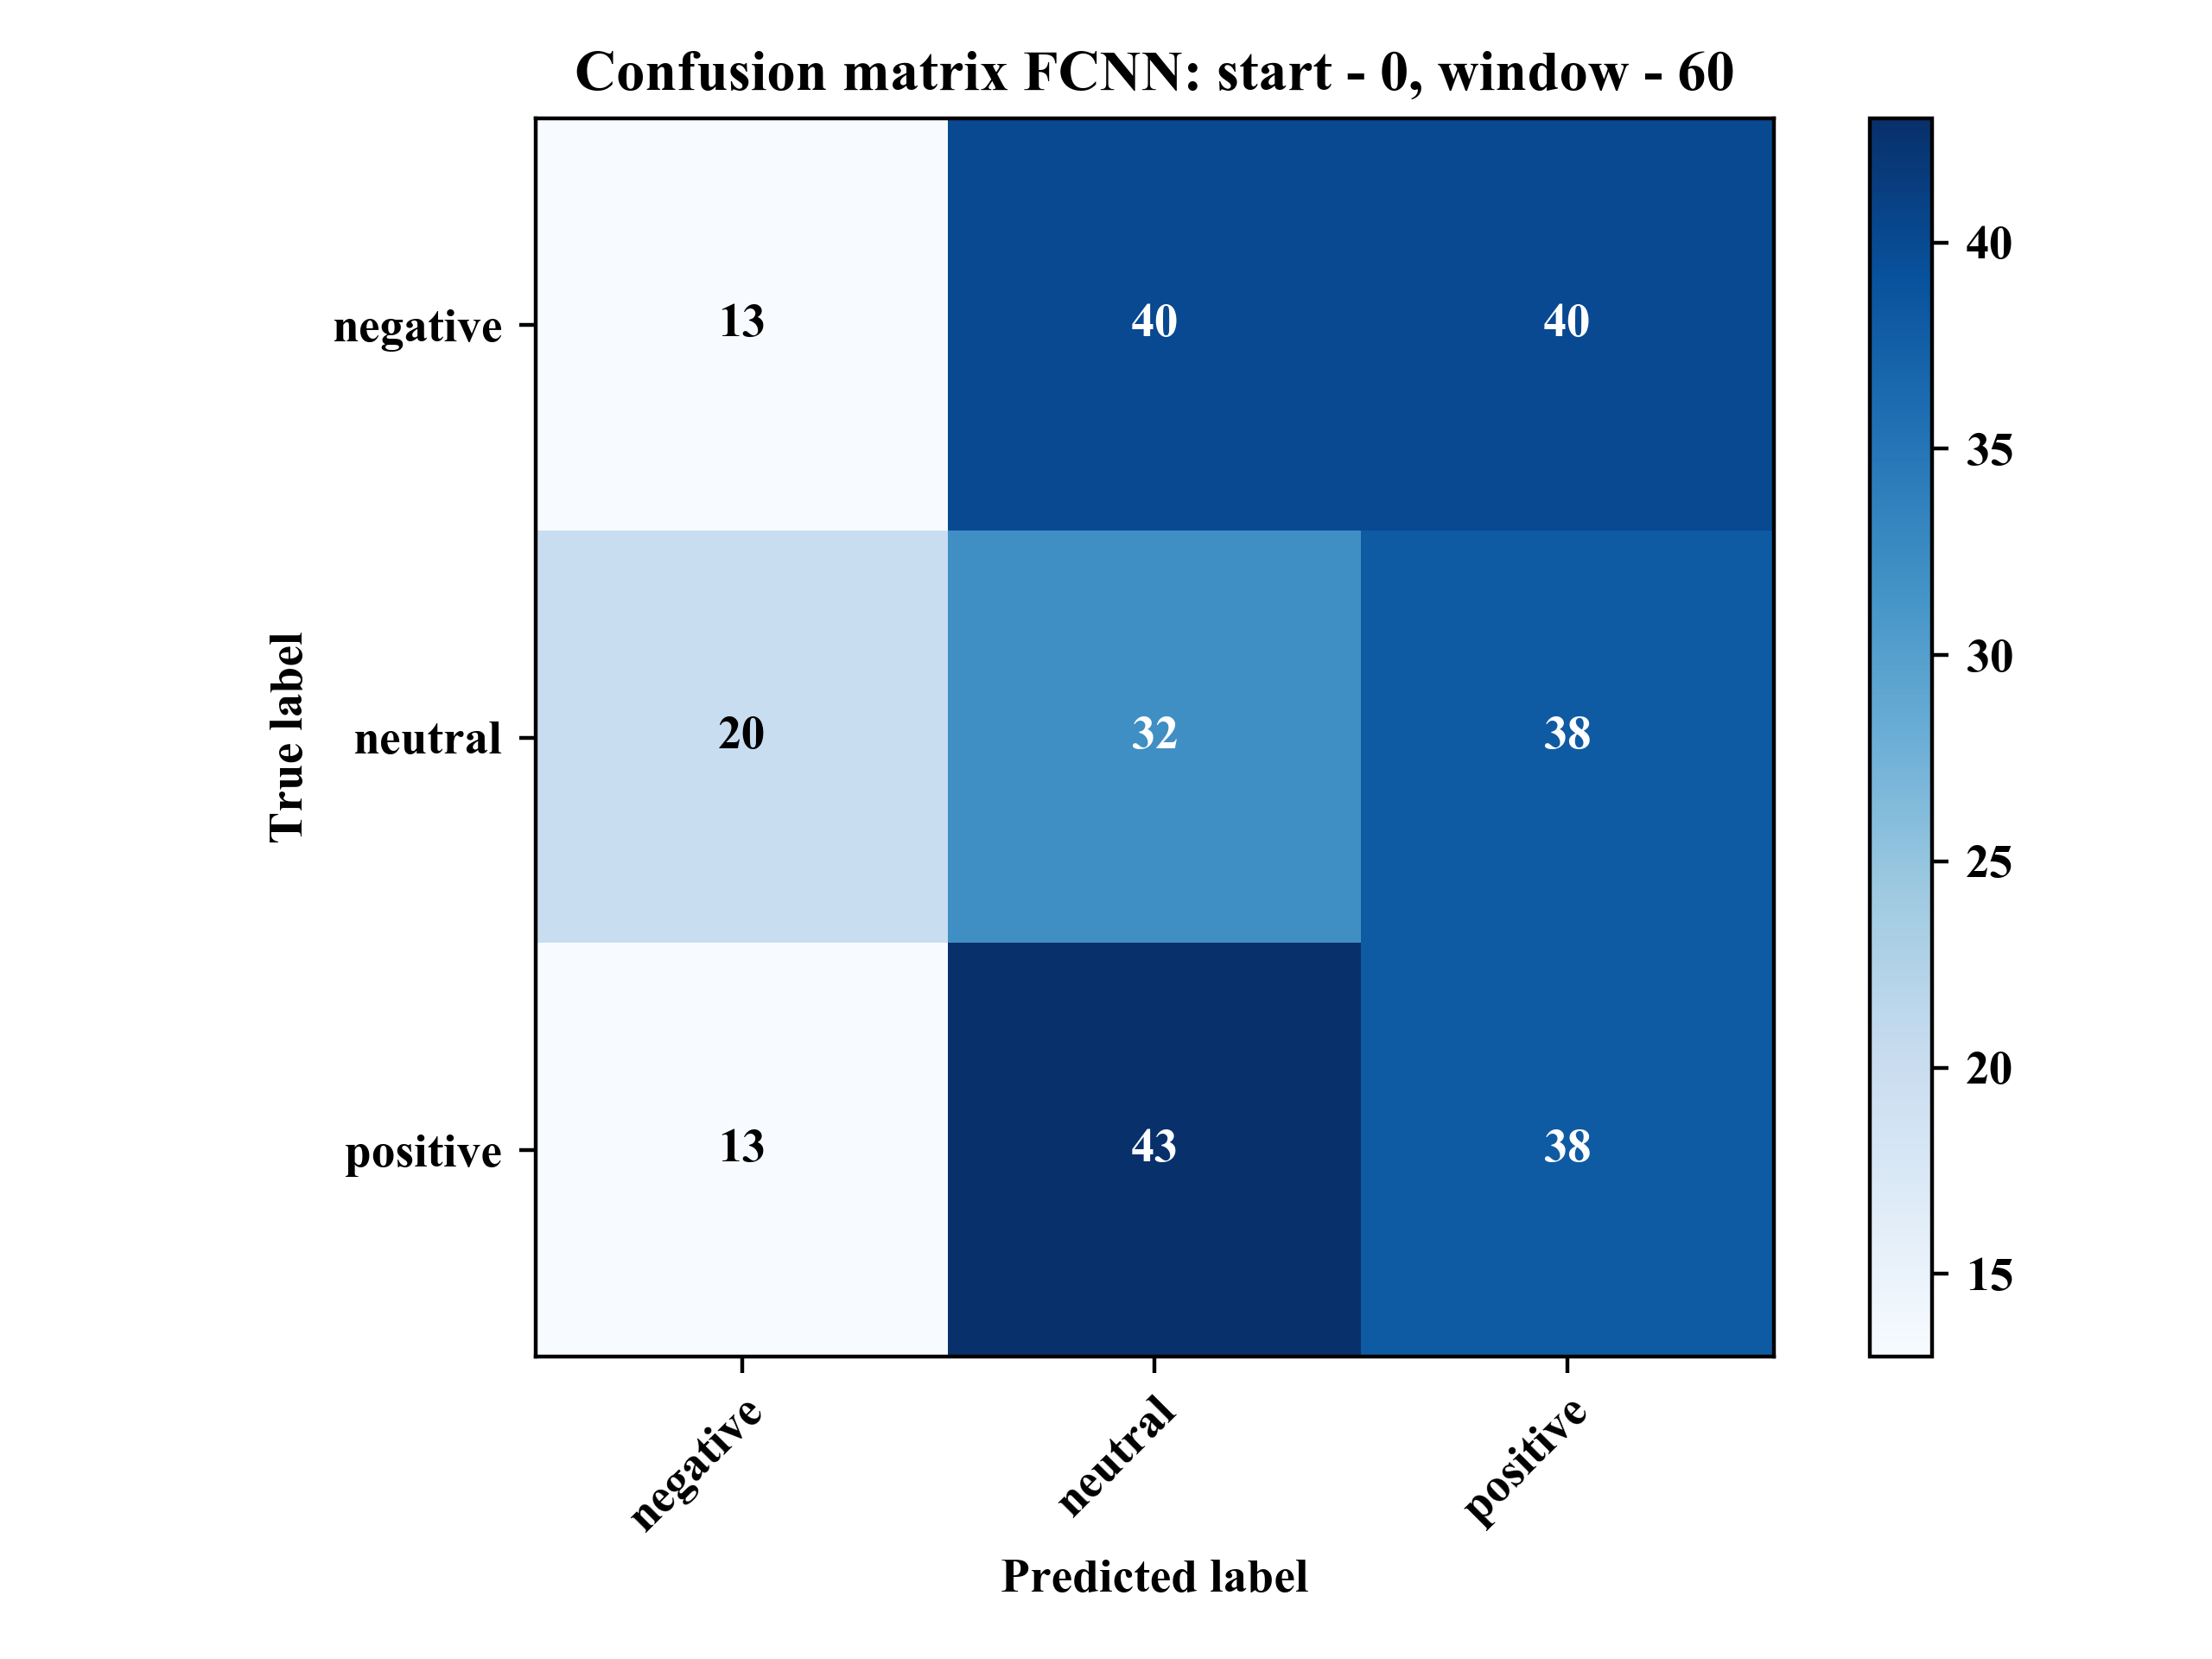 Confusion matrix FCNN: start - 0, window - 60
negative 13 40 40
neutral 20 32 38
positive 13 43 38
negative neutral positive
True label
Predicted label
40
35
30
25
20
15